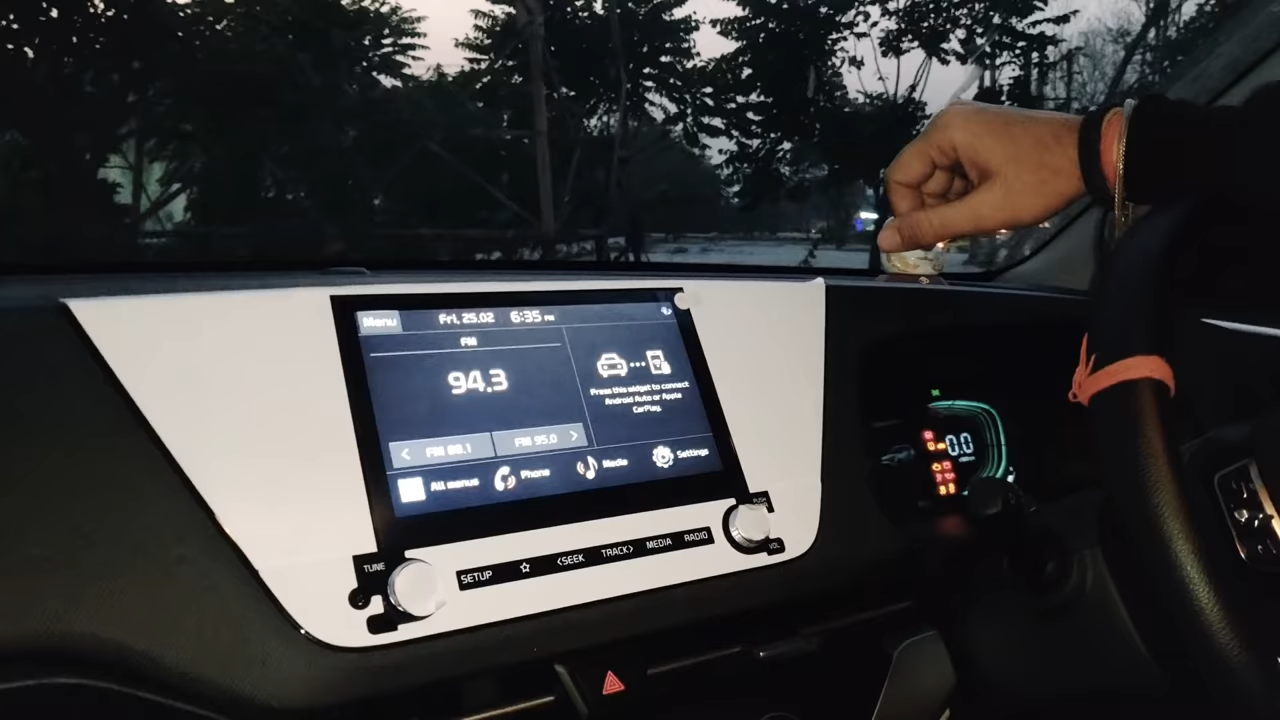 Menu
Fri, 25.02
6:35 PM
FM
94.3
Press this widget to connect
Android Auto or Apple
CarPlay.
< FM 88.1
FM 95.0 >
All menus
Phone
Media
Settings
TUNE
SETUP
☆
<SEEK
TRACK>
MEDIA
RADIO
PUSH
VOL
0.0